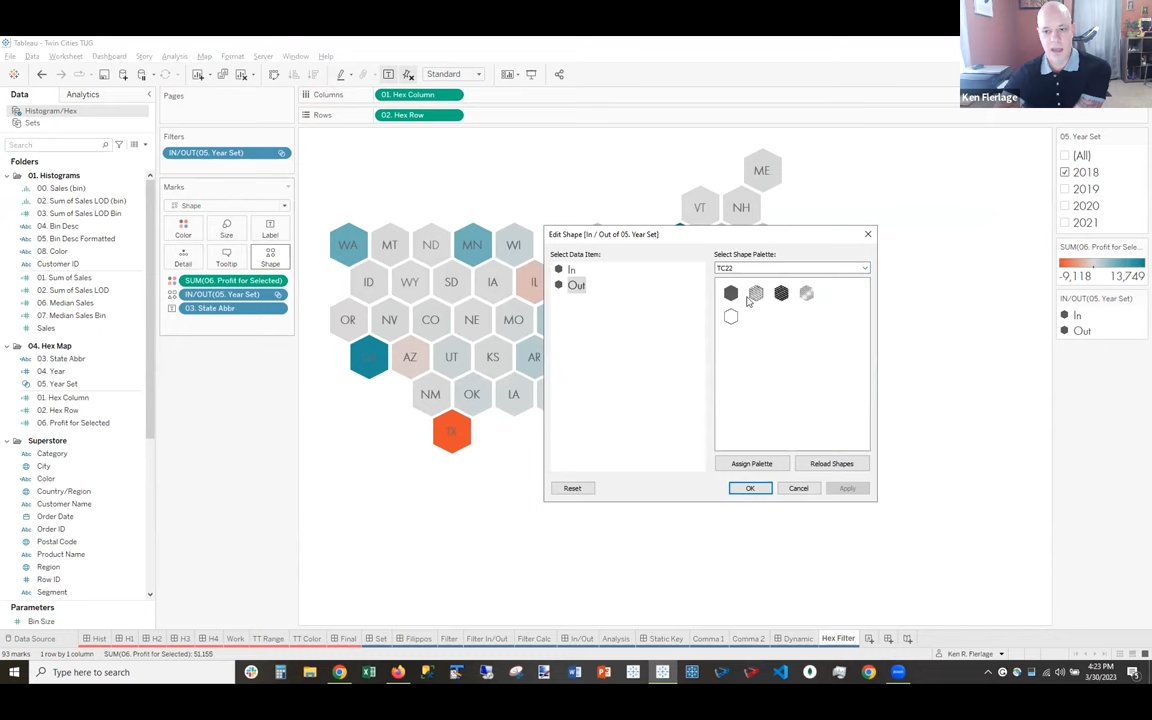 Ken Flerlage
Tableau - Twin Cities TUG
File Data Worksheet Dashboard Story Analysis Map Format Server Window Help
Standard
Data Analytics
Histogram/Hex
Sets
Search
Folders
01. Histograms
00. Sales (bin)
02. Sum of Sales LOD (bin)
03. Sum of Sales LOD Bin
04. Bin Desc
05. Bin Desc Formatted
08. Color
Customer ID
01. Sum of Sales
02. Sum of Sales LOD
06. Median Sales
07. Median Sales Bin
Sales
04. Hex Map
03. State Abbr
04. Year
05. Year Set
01. Hex Column
02. Hex Row
06. Profit for Selected
Superstore
Category
City
Color
Country/Region
Customer Name
Order Date
Order ID
Postal Code
Product Name
Region
Row ID
Segment
Parameters
Bin Size
Pages
Filters
IN/OUT(05. Year Set)
Marks
Shape
Color Size Label
Detail Tooltip Shape
SUM(06. Profit for Selected)
IN/OUT(05. Year Set)
03. State Abbr
Columns 01. Hex Column
Rows 02. Hex Row
ME
VT NH
WA MT ND MN WI
ID WY SD IA IL
OR NV CO NE MO
AZ UT KS AR
NM OK LA
TX
Edit Shape [In / Out of 05. Year Set]
Select Data Item:
In
Out
Select Shape Palette:
TC22
Assign Palette Reload Shapes
Reset OK Cancel Apply
05. Year Set
(All)
2018
2019
2020
2021
SUM(06. Profit for Sele...
-9,118 13,749
IN/OUT(05. Year Set)
In
Out
Data Source Hist H1 H2 H3 H4 Work TT Range TT Color Final Set Filippos Filter Filter In/Out Filter Calc In/Out Analysis Static Key Comma 1 Comma 2 Dynamic Hex Filter
93 marks 1 row by 1 column SUM(06. Profit for Selected): 51,155
Ken R. Flerlage
Type here to search
4:23 PM
3/30/2023